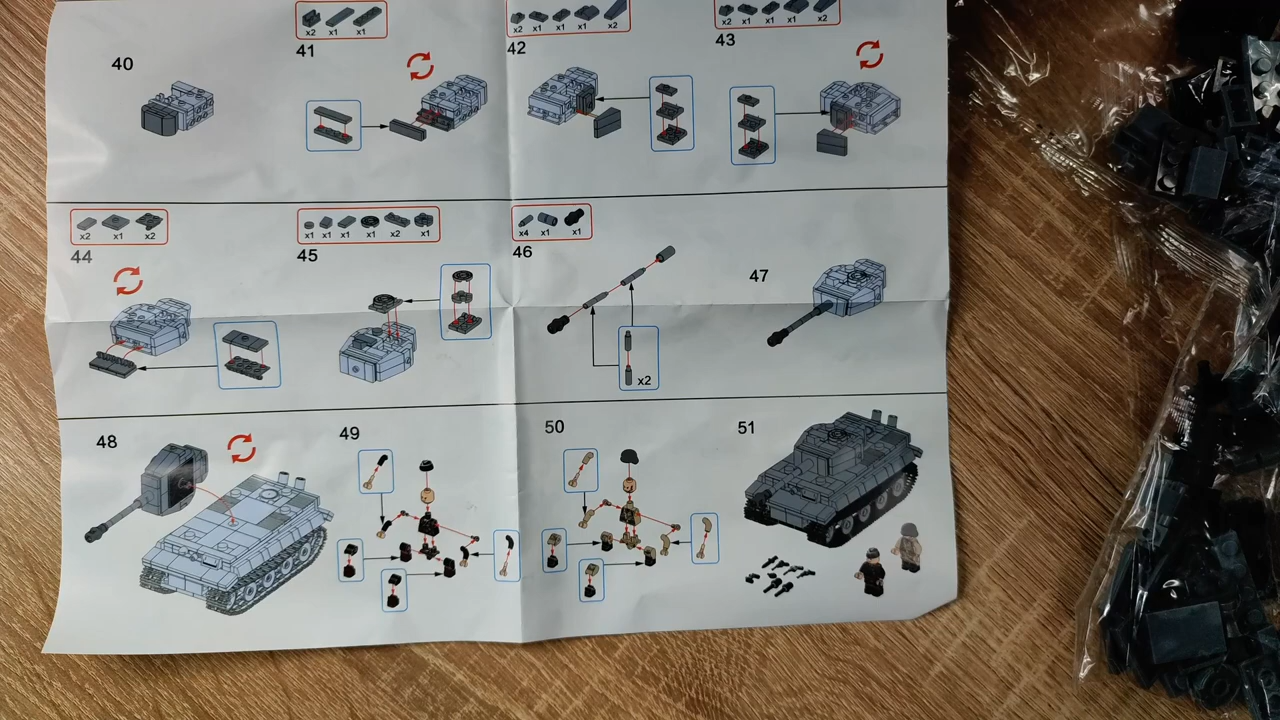 x2 x1 x1
41
40
x2 x1 x1 x1 x2
42
x2 x1 x1 x1 x2
43
x2 x1 x2
44
x1 x1 x1 x1 x2 x1
45
x4 x1 x1
46
x2
47
48
49
50
51